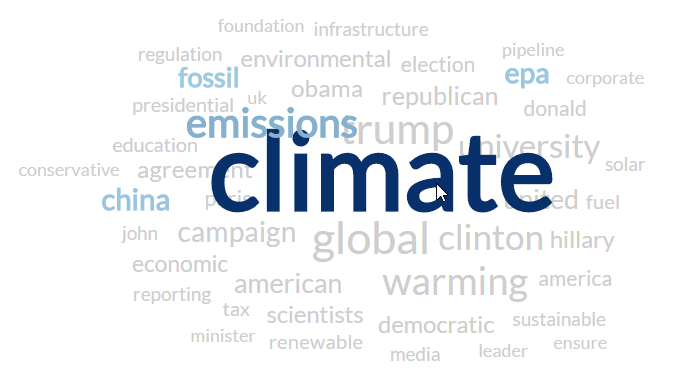 foundation infrastructure
regulation environmental election pipeline
fossil obama epa corporate
presidential uk republican donald
emissions trump
education university
conservative agreement climate solar
china paris united fuel
john campaign global clinton hillary
economic american warming america
reporting tax scientists democratic sustainable
minister renewable media leader ensure